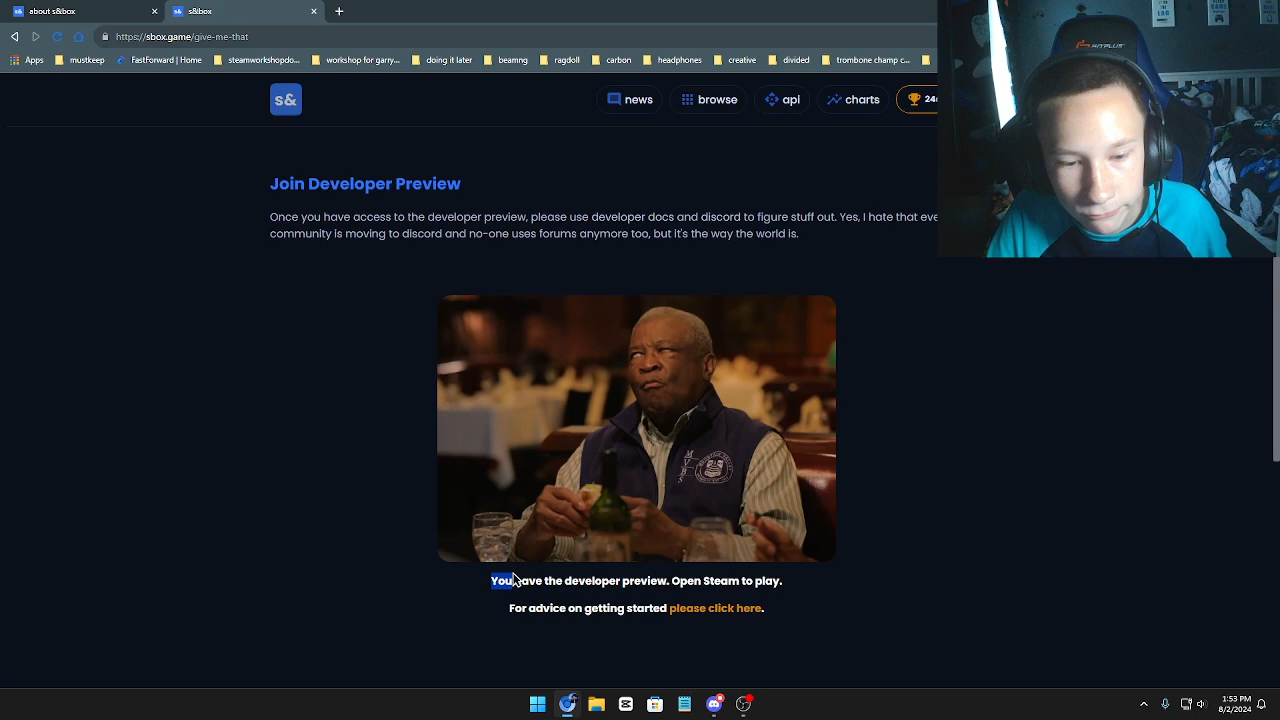 about s&box
s&box
https://sbox.game/give-me-that
Apps
mustkeep
FastForward | Home
steamworkshopdo...
workshop for garry...
doing it later
beamng
ragdoll
carbon
headphones
creative
divided
trombone champ c...
s&
news
browse
api
charts
Join Developer Preview
Once you have access to the developer preview, please use developer docs and discord to figure stuff out. Yes, I hate that
community is moving to discord and no-one uses forums anymore too, but it's the way the world is.
You have the developer preview. Open Steam to play.
For advice on getting started please click here.
1:53 PM
8/2/2024